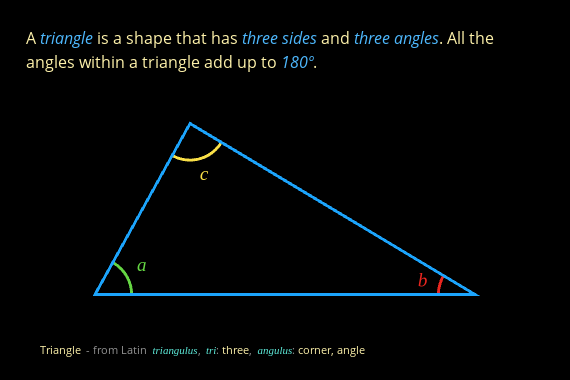 A triangle is a shape that has three sides and three angles. All the
angles within a triangle add up to 180°.
c
a
b
Triangle - from Latin triangulus, tri: three, angulus: corner, angle